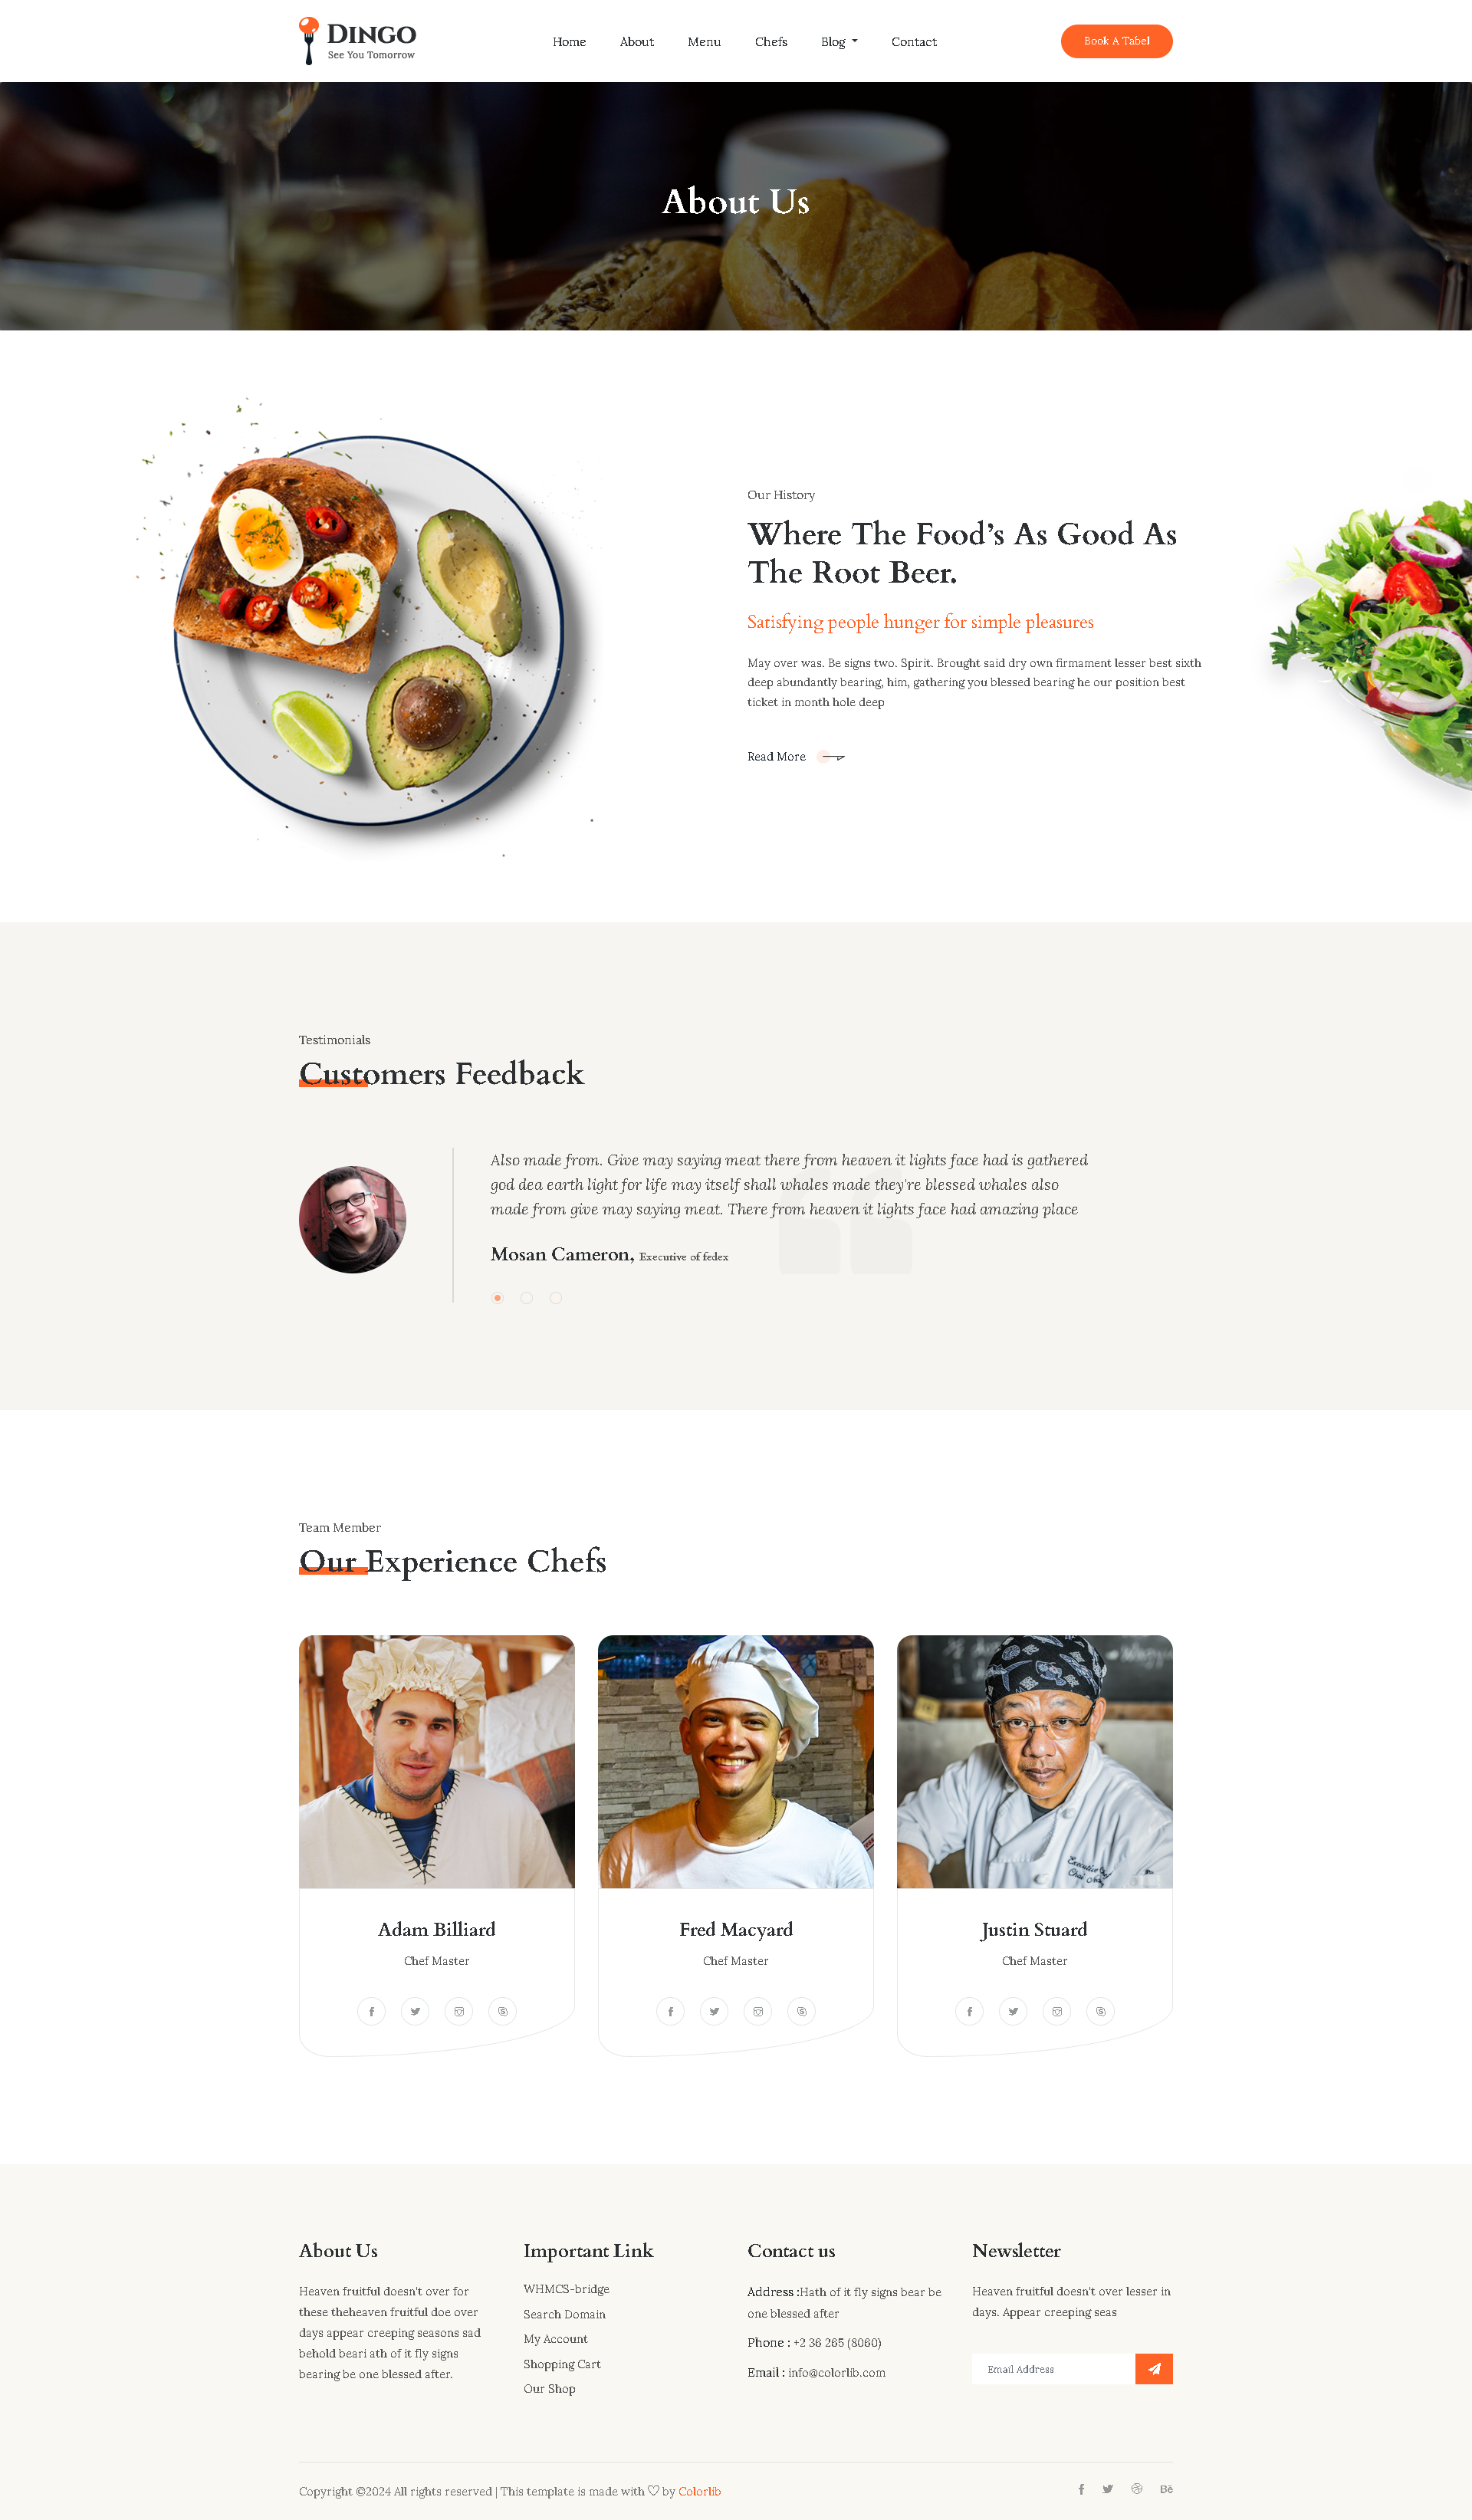 DINGO
See You Tomorrow
Home About Menu Chefs Blog Contact
Book A Tabel
About Us
Our History
Where The Food’s As Good As
The Root Beer.
Satisfying people hunger for simple pleasures
May over was. Be signs two. Spirit. Brought said dry own firmament lesser best sixth
deep abundantly bearing, him, gathering you blessed bearing he our position best
ticket in month hole deep
Read More
Testimonials
Customers Feedback
Also made from. Give may saying meat there from heaven it lights face had is gathered
god dea earth light for life may itself shall whales made they're blessed whales also
made from give may saying meat. There from heaven it lights face had amazing place
Mosan Cameron, Executive of fedex
Team Member
Our Experience Chefs
Executive Chef
Adam Billiard
Chef Master
Fred Macyard
Chef Master
Justin Stuard
Chef Master
About Us
Heaven fruitful doesn't over for
these theheaven fruitful doe over
days appear creeping seasons sad
behold beari ath of it fly signs
bearing be one blessed after.
Important Link
WHMCS-bridge
Search Domain
My Account
Shopping Cart
Our Shop
Contact us
Address :Hath of it fly signs bear be
one blessed after
Phone : +2 36 265 (8060)
Email : info@colorlib.com
Newsletter
Heaven fruitful doesn't over lesser in
days. Appear creeping seas
Email Address
Copyright ©2024 All rights reserved | This template is made with ♡ by Colorlib
Bē